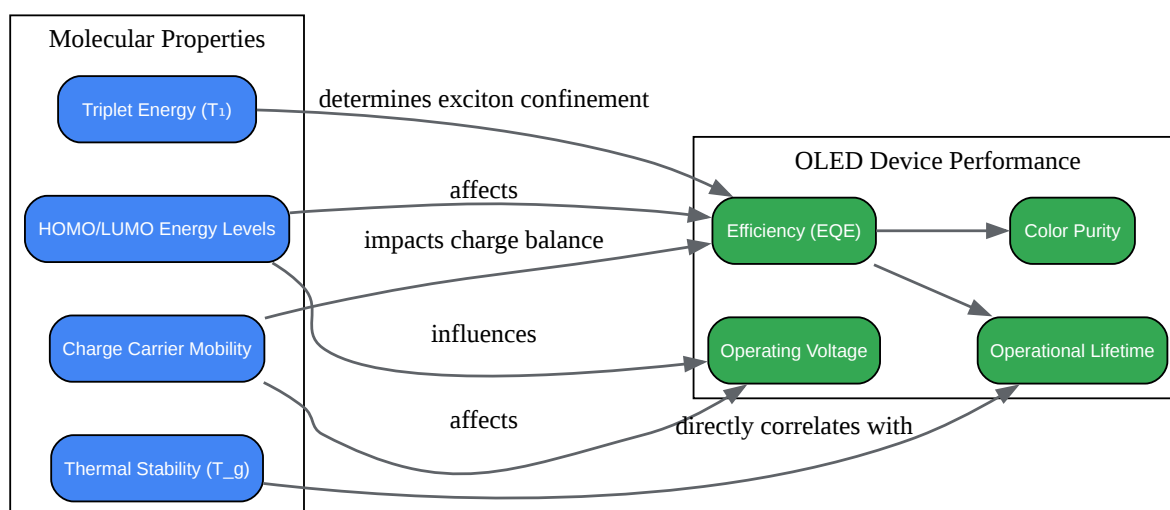 Molecular Properties
Triplet Energy (T₁)
determines exciton confinement
OLED Device Performance
HOMO/LUMO Energy Levels
affects
Efficiency (EQE)
Color Purity
impacts charge balance
Charge Carrier Mobility
influences
Operating Voltage
Operational Lifetime
affects
directly correlates with
Thermal Stability (T_g)